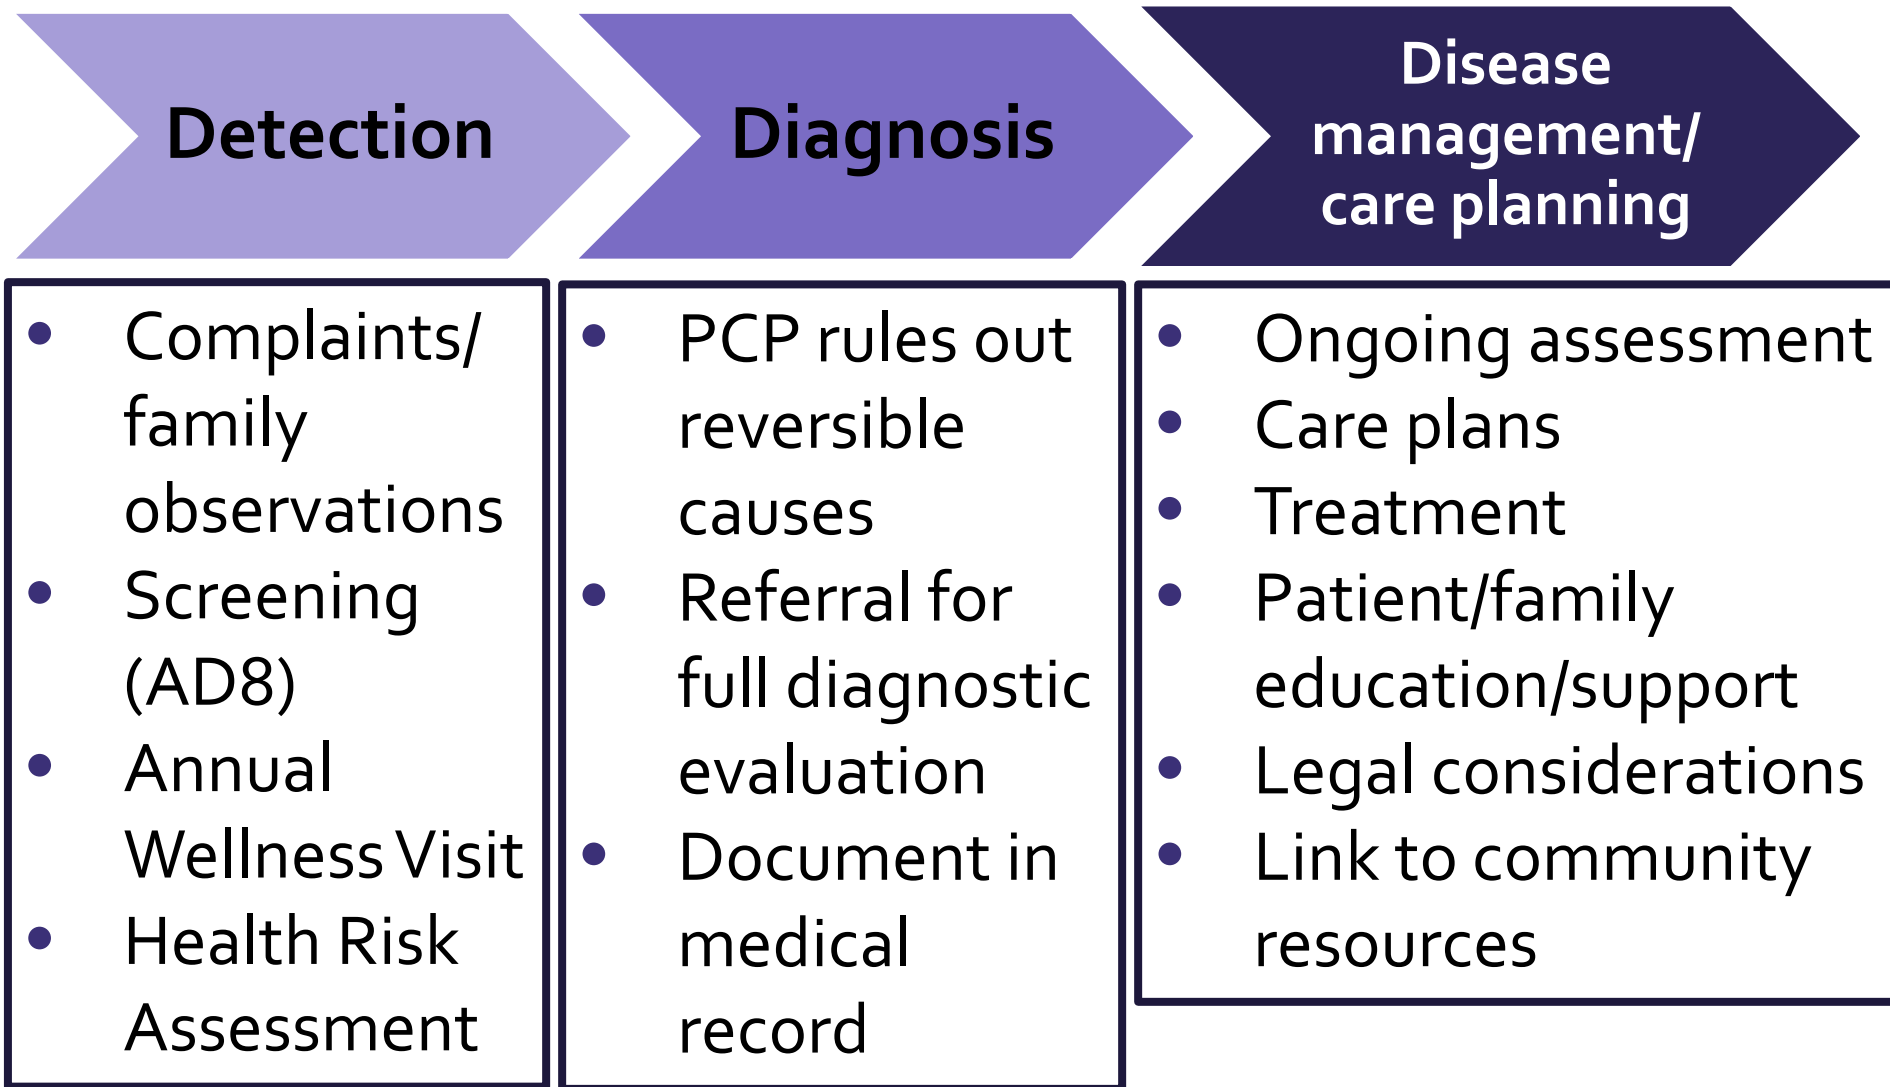 Detection
Diagnosis
Disease
management/
care planning
• Complaints/
family
observations
• Screening
(AD8)
• Annual
Wellness Visit
• Health Risk
Assessment
• PCP rules out
reversible
causes
• Referral for
full diagnostic
evaluation
• Document in
medical
record
• Ongoing assessment
• Care plans
• Treatment
• Patient/family
education/support
• Legal considerations
• Link to community
resources